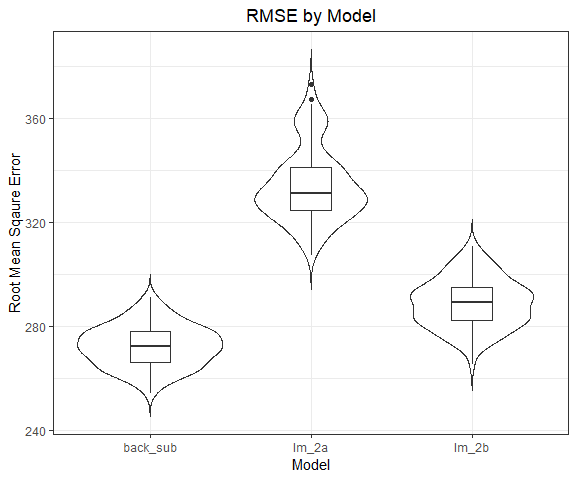 RMSE by Model
Root Mean Sqaure Error
360
320
280
240
back_sub
lm_2a
lm_2b
Model